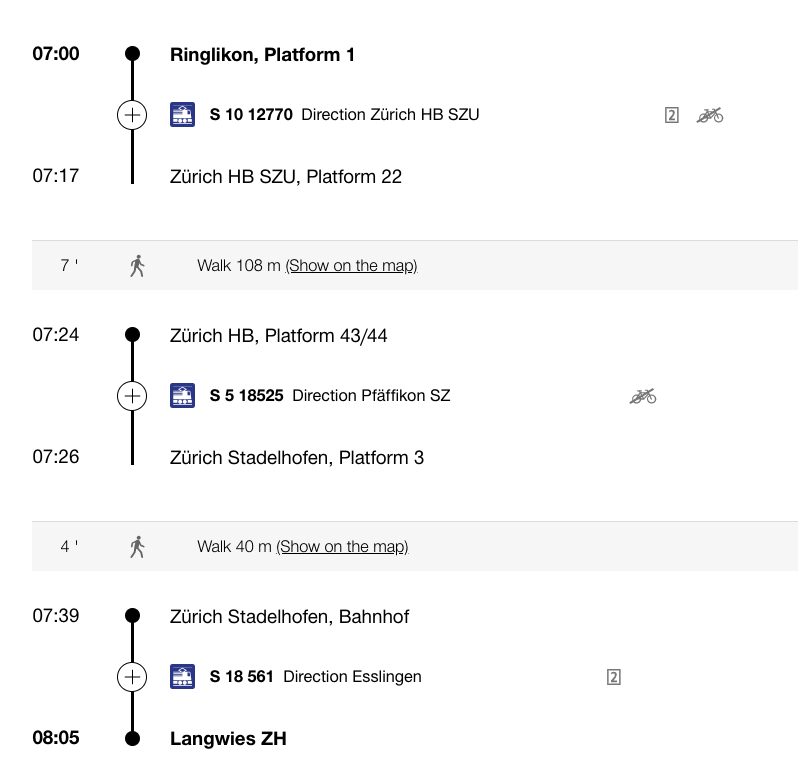 07:00 Ringlikon, Platform 1
S 10 12770 Direction Zürich HB SZU 2
07:17 Zürich HB SZU, Platform 22
7 ' Walk 108 m (Show on the map)
07:24 Zürich HB, Platform 43/44
S 5 18525 Direction Pfäffikon SZ
07:26 Zürich Stadelhofen, Platform 3
4 ' Walk 40 m (Show on the map)
07:39 Zürich Stadelhofen, Bahnhof
S 18 561 Direction Esslingen 2
08:05 Langwies ZH